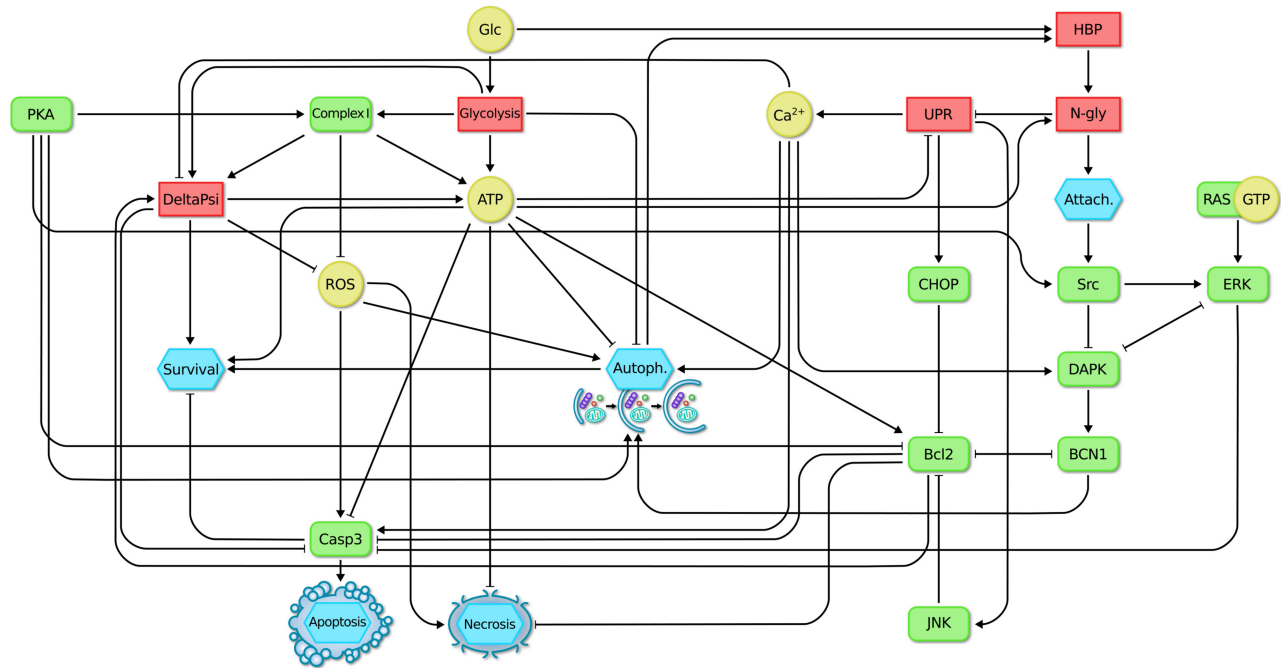 Glc
HBP
PKA
Complex I
Glycolysis
Ca²⁺
UPR
N-gly
DeltaPsi
ATP
Attach.
RAS
GTP
ROS
CHOP
Src
ERK
Survival
Autoph.
DAPK
Bcl2
BCN1
Casp3
Apoptosis
Necrosis
JNK